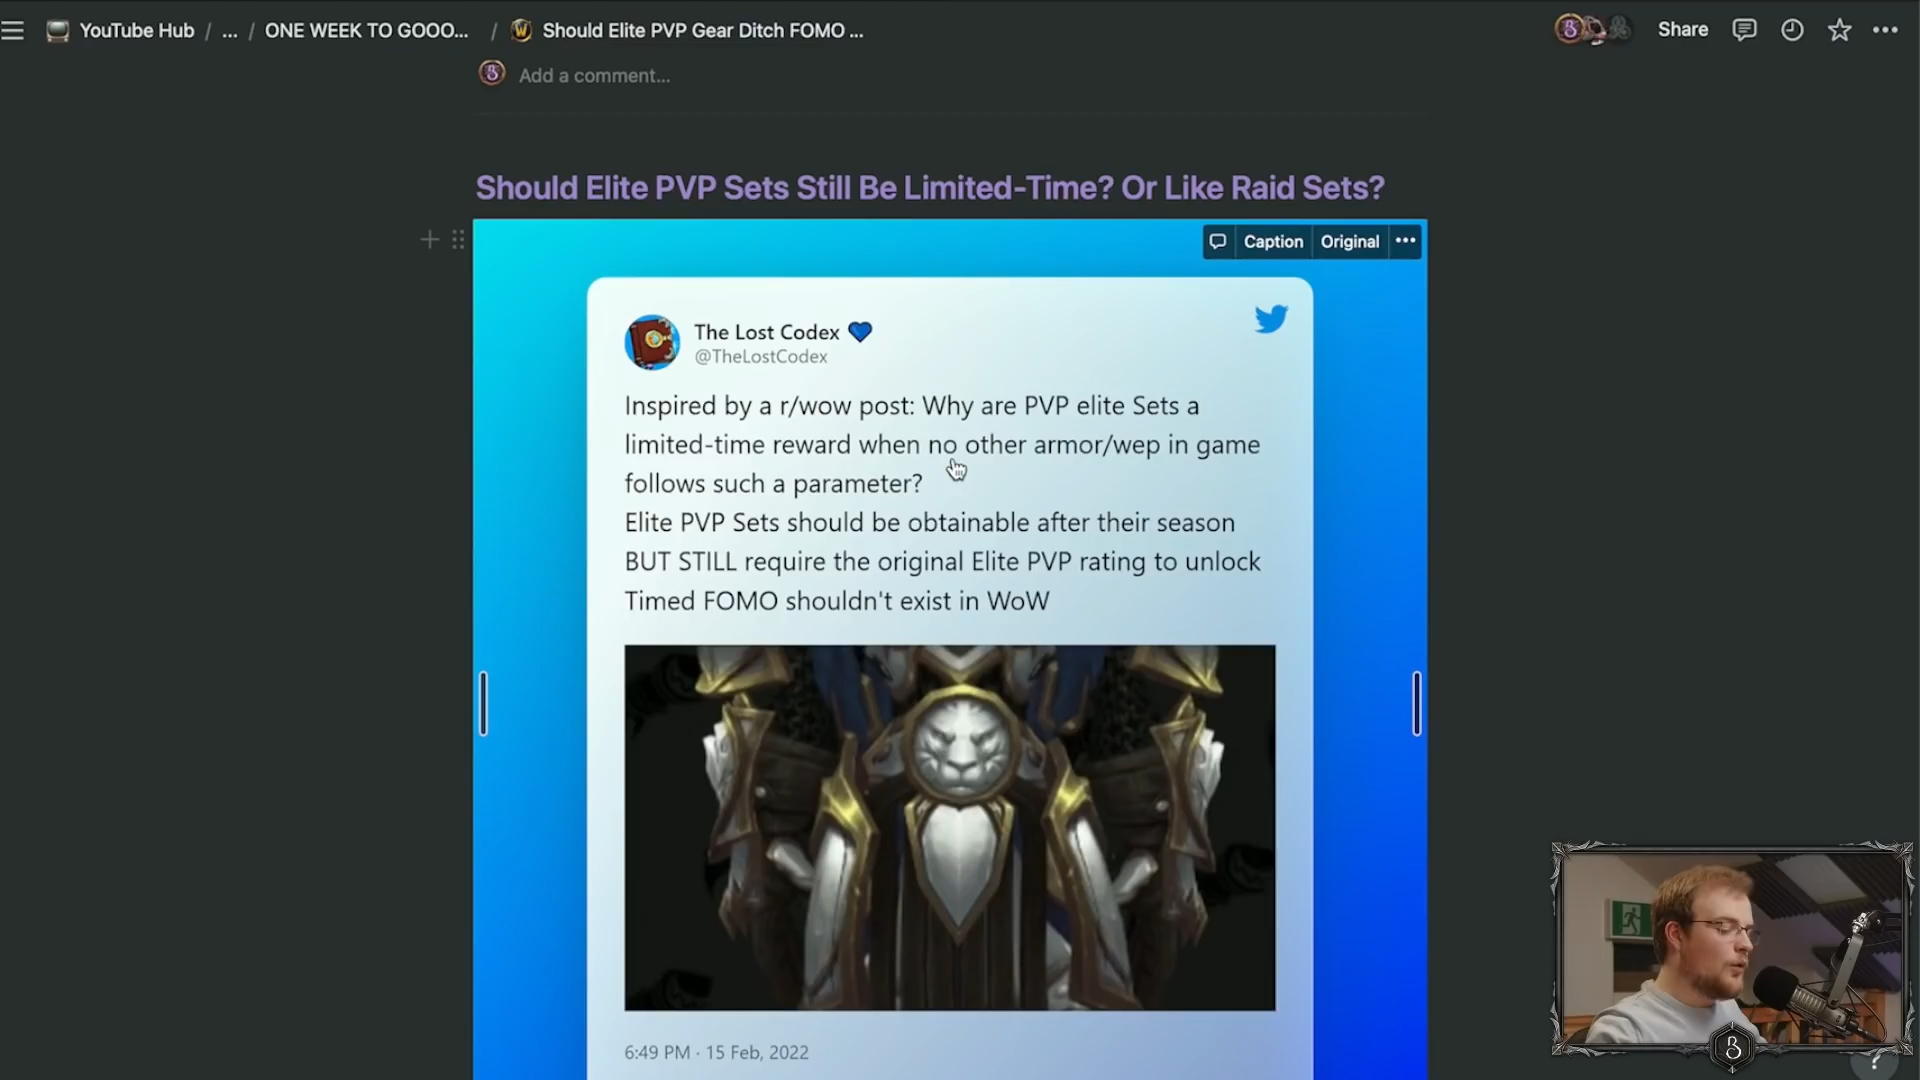 YouTube Hub / ... / ONE WEEK TO GOOO... / Should Elite PVP Gear Ditch FOMO ...
Share
Add a comment...
Should Elite PVP Sets Still Be Limited-Time? Or Like Raid Sets?
Caption Original
The Lost Codex
@TheLostCodex
Inspired by a r/wow post: Why are PVP elite Sets a
limited-time reward when no other armor/wep in game
follows such a parameter?
Elite PVP Sets should be obtainable after their season
BUT STILL require the original Elite PVP rating to unlock
Timed FOMO shouldn't exist in WoW
6:49 PM · 15 Feb, 2022
B
?